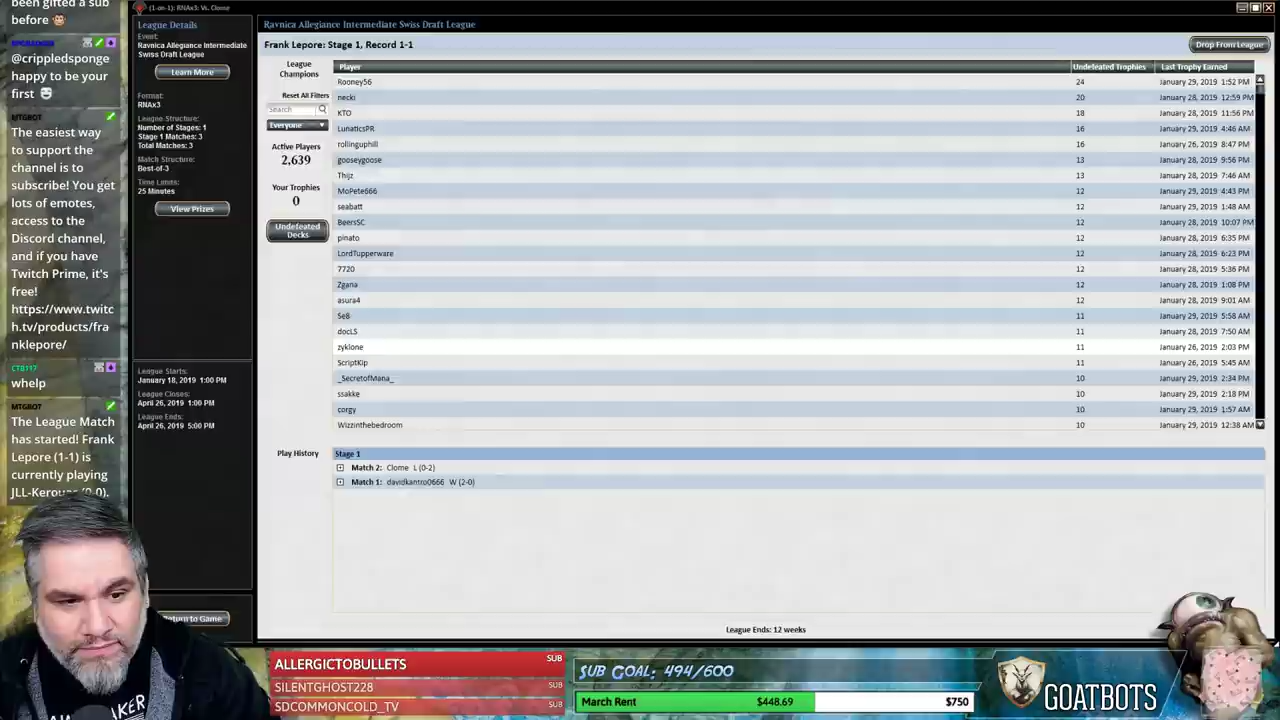 been gifted a sub
before
@crippledsponge
happy to be your
first
MTGBOT
The easiest way
to support the
channel is to
subscribe! You get
lots of emotes,
access to the
Discord channel,
and if you have
Twitch Prime, it's
free!
https://www.twitc
h.tv/products/fra
nklepore/
CTB197
whelp
MTGBOT
The League Match
has started! Frank
Lepore (1-1) is
currently playing
(1-on-1): RNAx3: Vs. Clome
League Details
Event:
Ravnica Allegiance Intermediate
Swiss Draft League
Learn More
Format:
RNAx3
League Structure:
Number of Stages: 1
Stage 1 Matches: 3
Total Matches: 3
Match Structure:
Best-of-3
Time Limits:
25 Minutes
View Prizes
League Starts:
January 18, 2019 1:00 PM
League Closes:
April 26, 2019 1:00 PM
League Ends:
April 26, 2019 5:00 PM
Return to Game
Ravnica Allegiance Intermediate Swiss Draft League
Frank Lepore: Stage 1, Record 1-1
Drop From League
League
Champions
Reset All Filters
Search
Everyone
Active Players
2,639
Your Trophies
0
Undefeated
Decks
Player Undefeated Trophies Last Trophy Earned
Rooney56 24 January 29, 2019 1:52 PM
necki 20 January 28, 2019 12:59 PM
KTO 18 January 28, 2019 11:56 PM
LunaticsPR 16 January 29, 2019 4:46 AM
rollinguphill 16 January 26, 2019 8:47 PM
gooseygoose 13 January 28, 2019 9:56 PM
Thijz 13 January 28, 2019 7:46 AM
MoPete666 12 January 29, 2019 4:43 PM
seabatt 12 January 29, 2019 1:48 AM
BeersSC 12 January 28, 2019 10:07 PM
pinato 12 January 28, 2019 6:35 PM
LordTupperware 12 January 28, 2019 6:23 PM
7720 12 January 28, 2019 5:36 PM
Zgana 12 January 28, 2019 1:08 PM
asura4 12 January 28, 2019 9:01 AM
Se8 11 January 29, 2019 5:58 AM
docLS 11 January 28, 2019 7:50 AM
zyklone 11 January 26, 2019 2:03 PM
ScriptKip 11 January 26, 2019 5:45 AM
_SecretofMana_ 10 January 29, 2019 2:34 PM
ssakke 10 January 29, 2019 2:18 PM
corgy 10 January 29, 2019 1:57 AM
Wizzinthebedroom 10 January 29, 2019 12:38 AM
Play History
Stage 1
Match 2: Clome L (0-2)
Match 1: davidkantro0666 W (2-0)
League Ends: 12 weeks
ALLERGICTOBULLETS SUB
SILENTGHOST228 SUB
SDCOMMONCOLD_TV SUB
SUB GOAL: 494/600
March Rent $448.69 $750
GOATBOTS